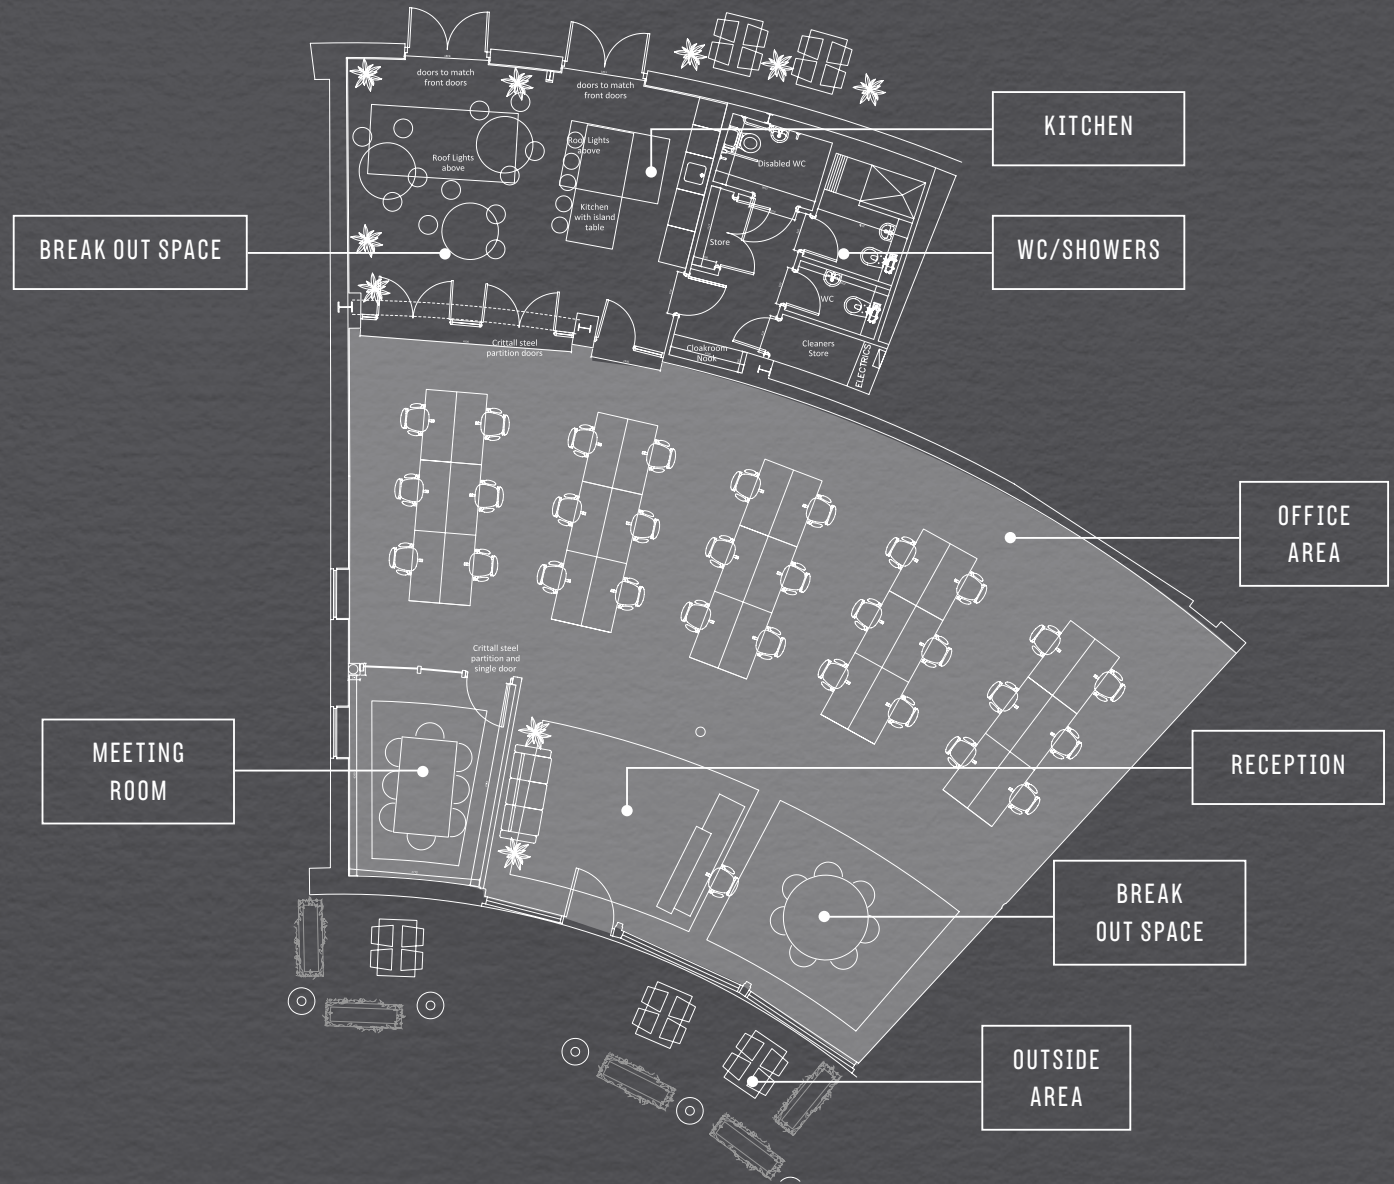 doors to match
front doors
doors to match
front doors
KITCHEN
Roof Lights
above
Roof Lights
above
Disabled WC
Kitchen
with island
table
Store
BREAK OUT SPACE
WC/SHOWERS
WC
Crittall steel
partition doors
Cloakroom
Nook
Cleaners
Store
ELECTRICS
OFFICE
AREA
Crittall steel
partition and
single door
MEETING
ROOM
RECEPTION
BREAK
OUT SPACE
OUTSIDE
AREA